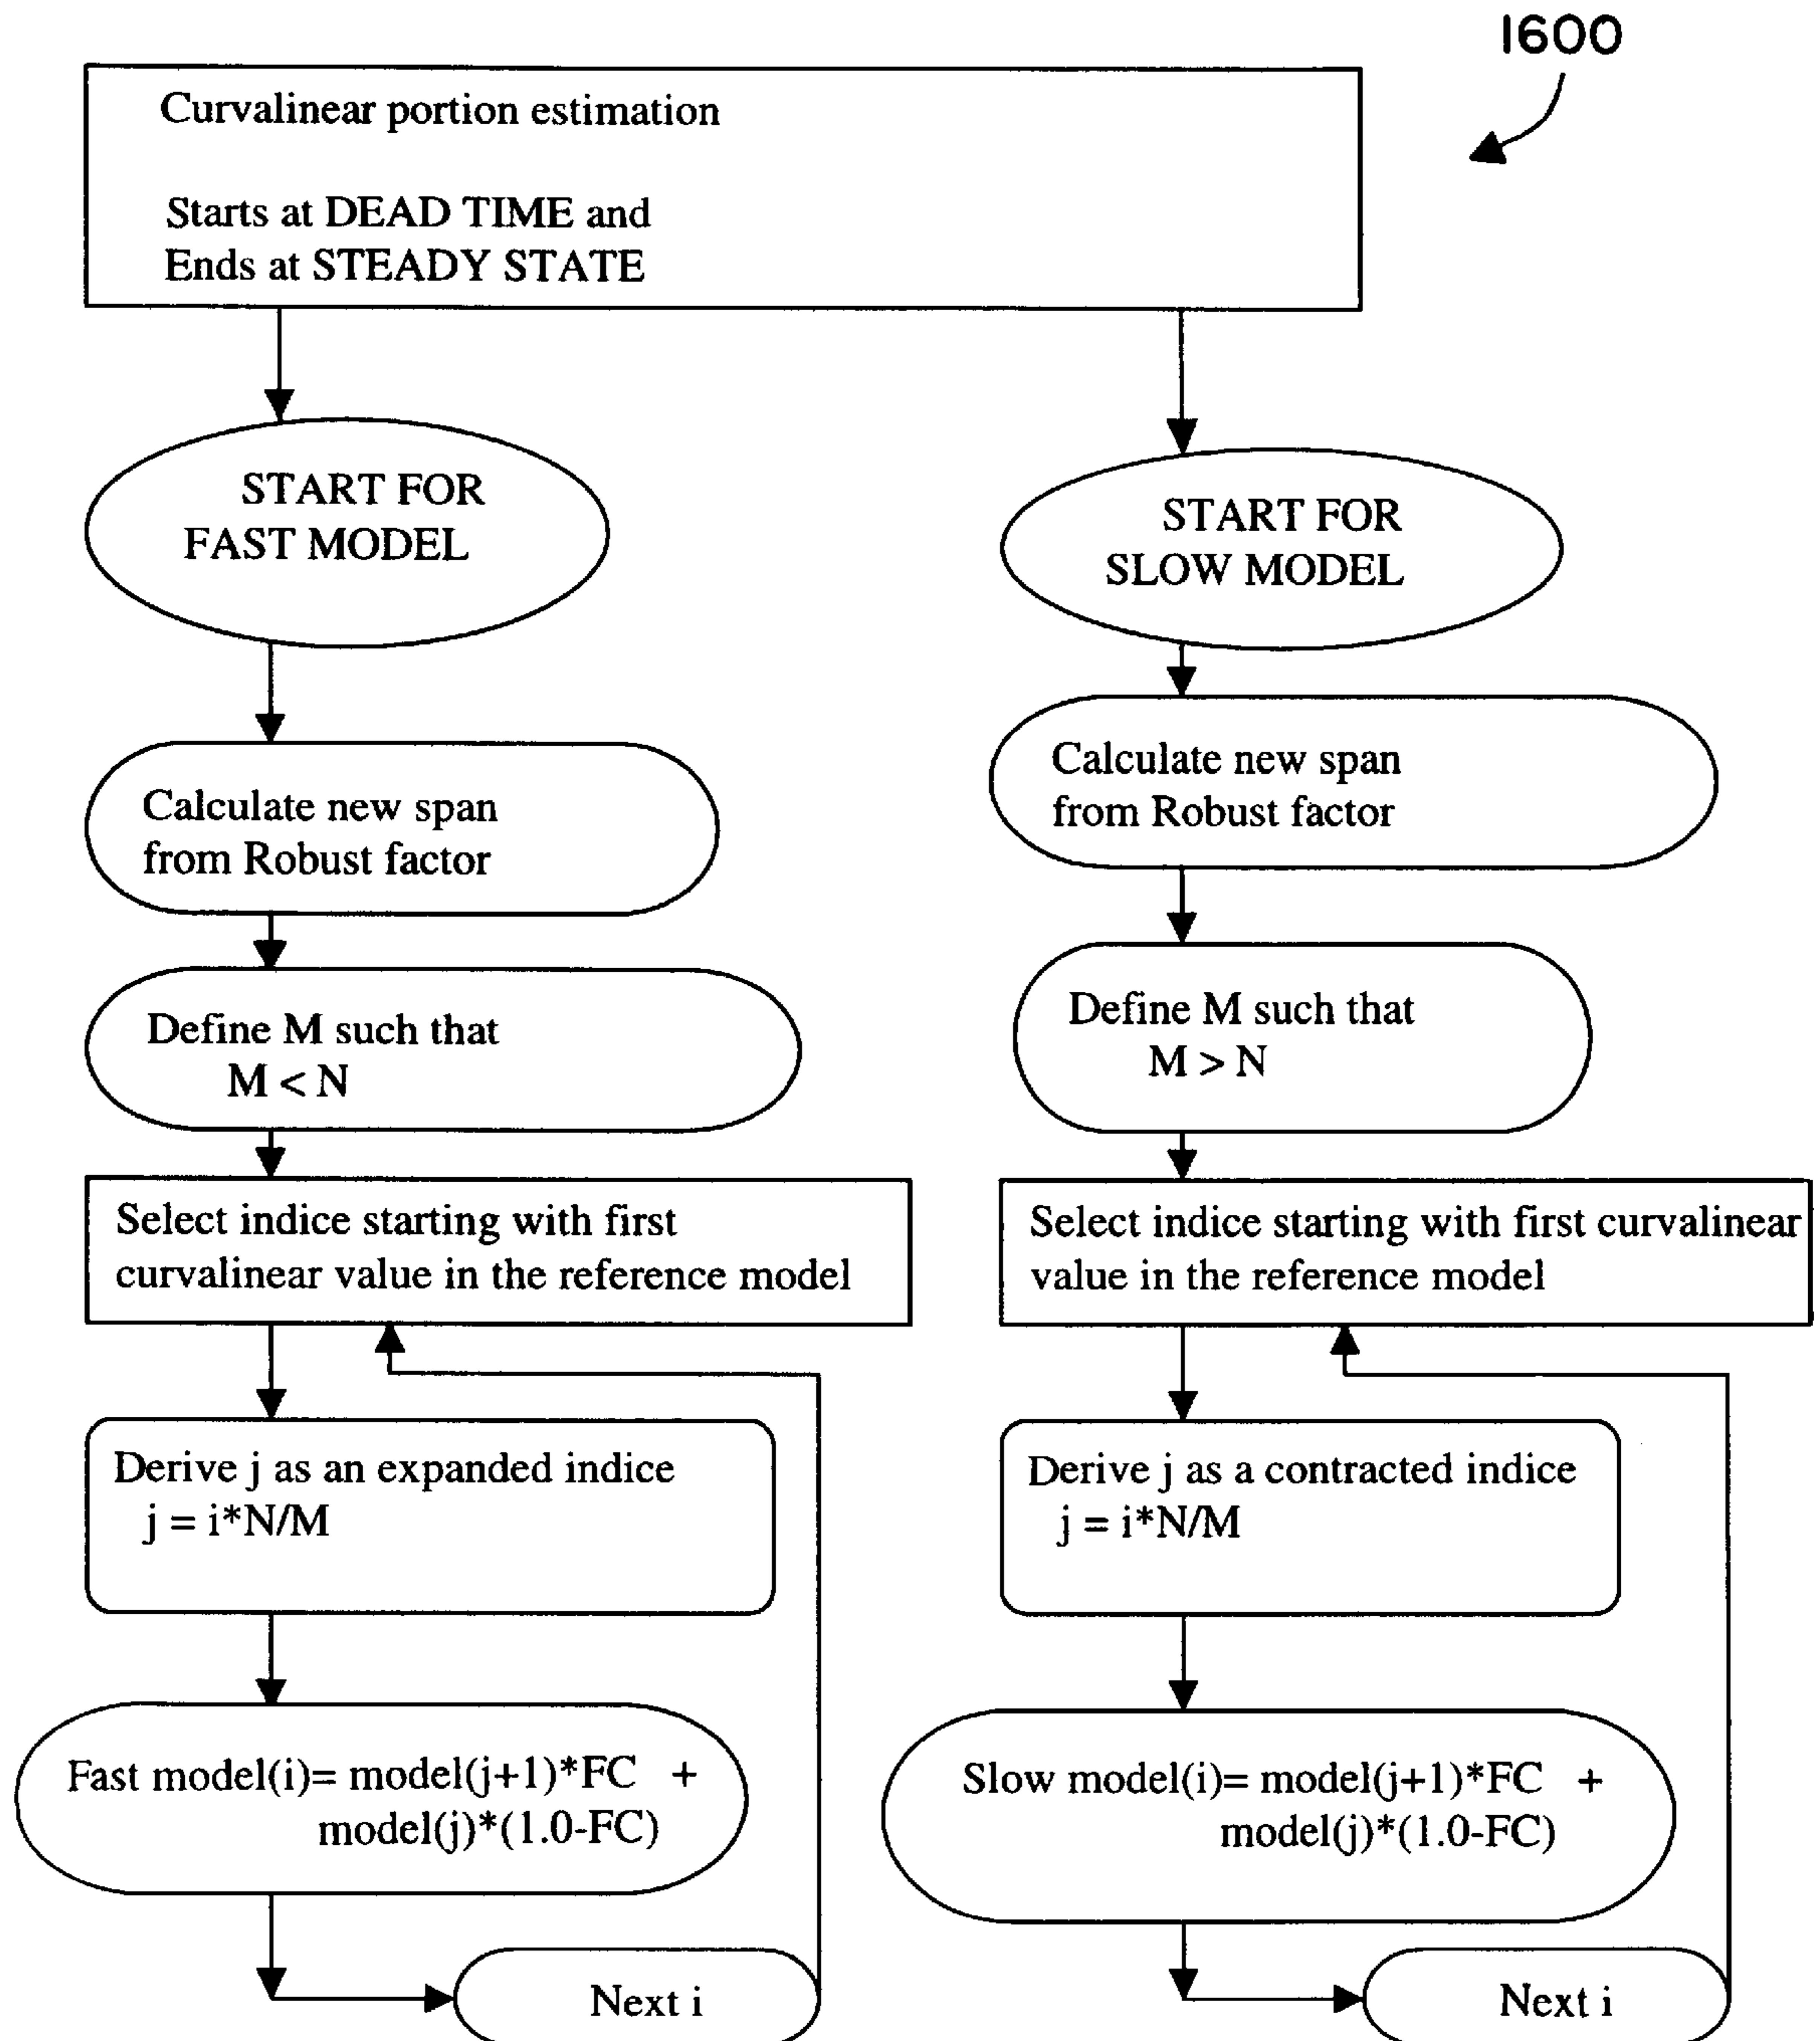 1600
Curvalinear portion estimation
Starts at DEAD TIME and
Ends at STEADY STATE
START FOR
FAST MODEL
Calculate new span
from Robust factor
Define M such that
M < N
Select indice starting with first
curvalinear value in the reference model
Derive j as an expanded indice
j = i*N/M
Fast model(i)= model(j+1)*FC +
model(j)*(1.0-FC)
Next i
START FOR
SLOW MODEL
Calculate new span
from Robust factor
Define M such that
M > N
Select indice starting with first curvalinear
value in the reference model
Derive j as a contracted indice
j = i*N/M
Slow model(i)= model(j+1)*FC +
model(j)*(1.0-FC)
Next i